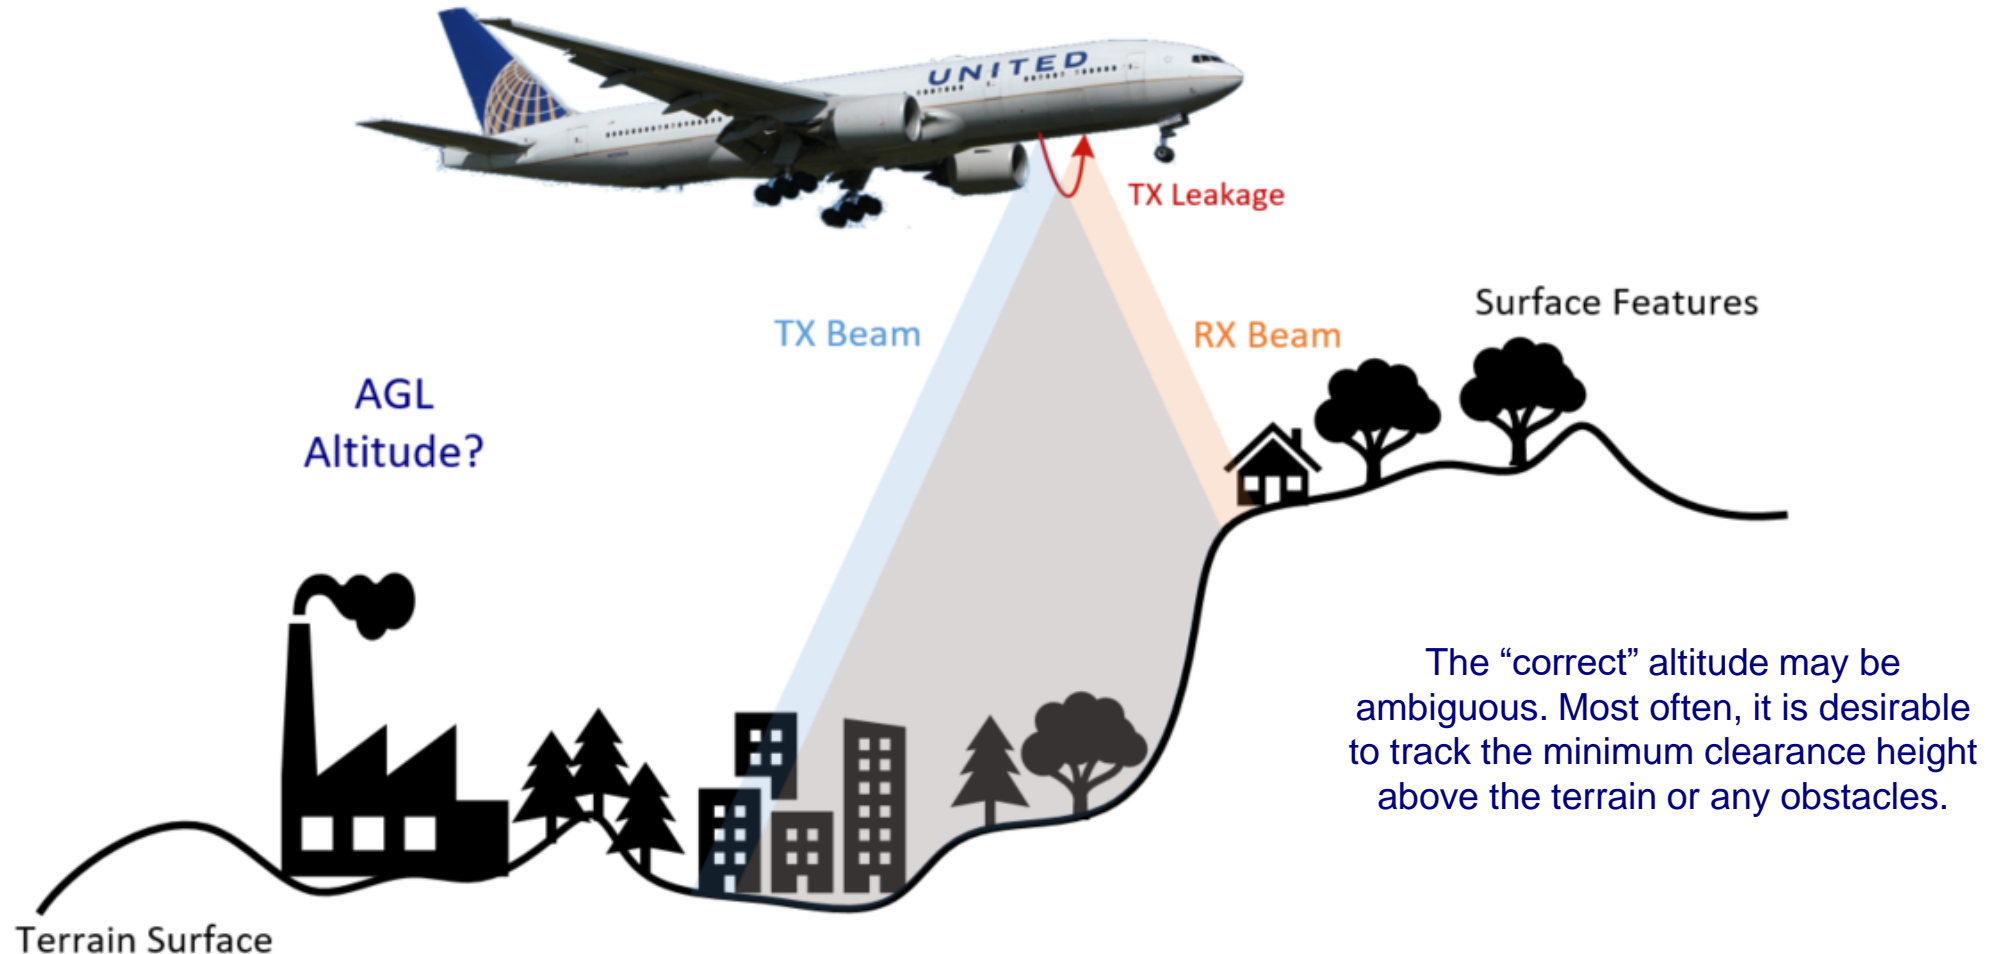 UNITED
TX Leakage
TX Beam
RX Beam
Surface Features
AGL
Altitude?
The “correct” altitude may be
ambiguous. Most often, it is desirable
to track the minimum clearance height
above the terrain or any obstacles.
Terrain Surface